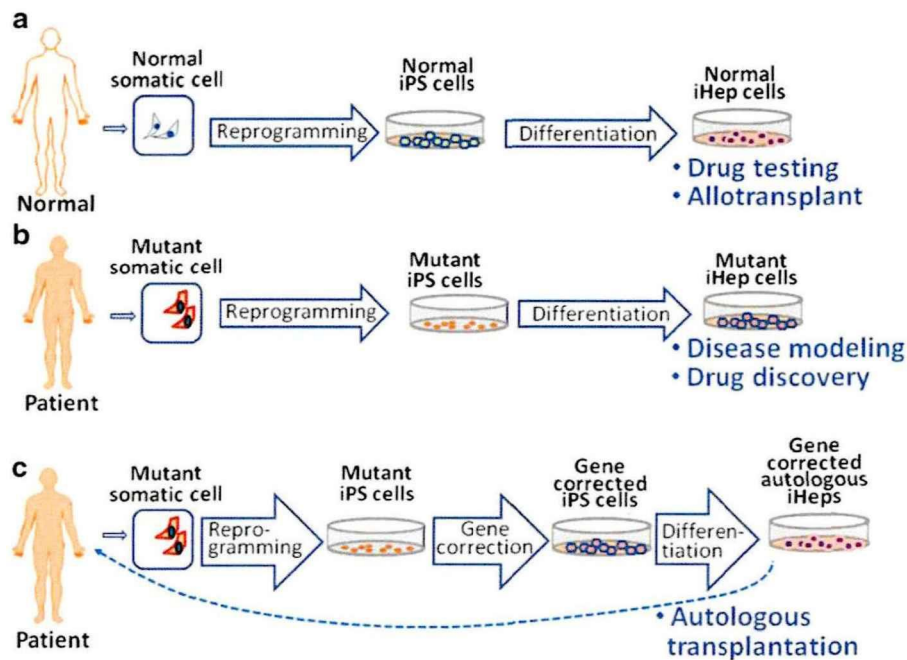 a
Normal
somatic cell
Normal
iPS cells
Normal
iHep cells
Reprogramming
Differentiation
• Drug testing
• Allotransplant
Normal
b
Mutant
somatic cell
Mutant
iPS cells
Mutant
iHep cells
Reprogramming
Differentiation
• Disease modeling
• Drug discovery
Patient
c
Mutant
somatic cell
Mutant
iPS cells
Gene
corrected
iPS cells
Gene
corrected
autologous
iHeps
Repro-
gramming
Gene
correction
Differen-
tiation
• Autologous
transplantation
Patient